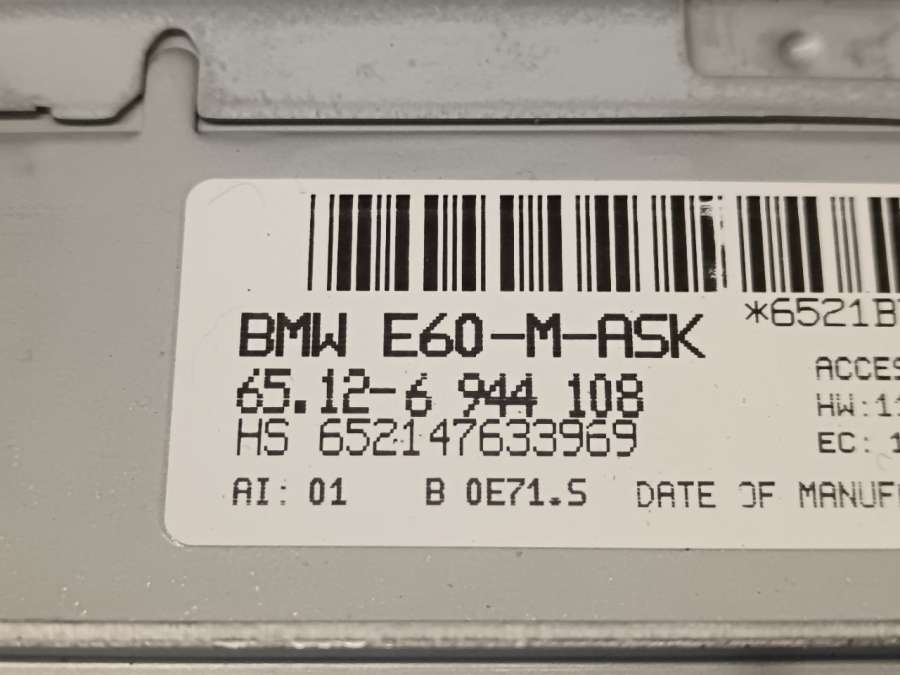 *6521B
BMW E60-M-ASK
65.12-6 944 108
HS 652147633969
ACCES
HW:11
EC: 1
AI: 01 B 0E71.S DATE OF MANUF